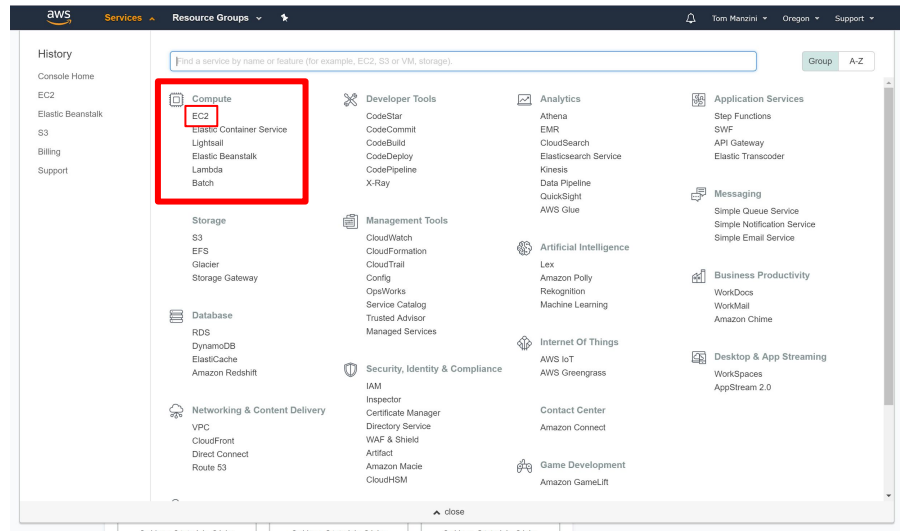 aws Services Resource Groups Tom Manzini Oregon Support
History
Console Home
EC2
Elastic Beanstalk
S3
Billing
Support
Find a service by name or feature (for example, EC2, S3 or VM, storage).
Group A-Z
Compute
EC2
Elastic Container Service
Lightsail
Elastic Beanstalk
Lambda
Batch
Storage
S3
EFS
Glacier
Storage Gateway
Database
RDS
DynamoDB
ElastiCache
Amazon Redshift
Networking & Content Delivery
VPC
CloudFront
Direct Connect
Route 53
Developer Tools
CodeStar
CodeCommit
CodeBuild
CodeDeploy
CodePipeline
X-Ray
Management Tools
CloudWatch
CloudFormation
CloudTrail
Config
OpsWorks
Service Catalog
Trusted Advisor
Managed Services
Security, Identity & Compliance
IAM
Inspector
Certificate Manager
Directory Service
WAF & Shield
Artifact
Amazon Macie
CloudHSM
Analytics
Athena
EMR
CloudSearch
Elasticsearch Service
Kinesis
Data Pipeline
QuickSight
AWS Glue
Artificial Intelligence
Lex
Amazon Polly
Rekognition
Machine Learning
Internet Of Things
AWS IoT
AWS Greengrass
Contact Center
Amazon Connect
Game Development
Amazon GameLift
Application Services
Step Functions
SWF
API Gateway
Elastic Transcoder
Messaging
Simple Queue Service
Simple Notification Service
Simple Email Service
Business Productivity
WorkDocs
WorkMail
Amazon Chime
Desktop & App Streaming
WorkSpaces
AppStream 2.0
close